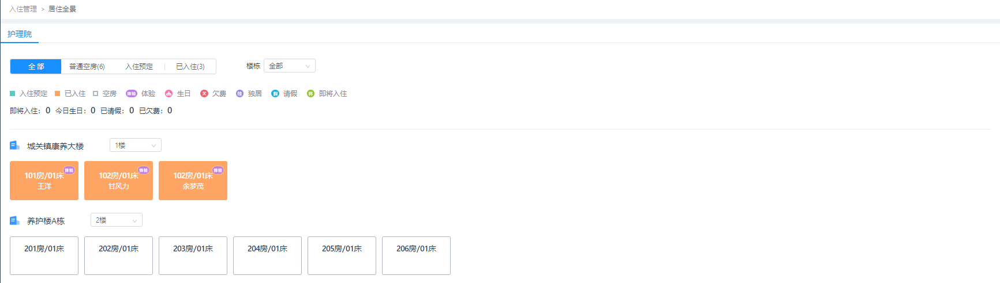 入住管理 > 居住全景
护理院
全部 普通空房(6) 入住预定 已入住(3) 楼栋 全部
入住预定 已入住 空房 体验 体验 生日 欠 欠费 独 独居 假 请假 将 即将入住
即将入住: 0 今日生日: 0 已请假: 0 已欠费: 0
城关镇康养大楼 1楼
101房/01床 体验 102房/01床 体验 102房/01床 体验
王洋 甘风力 余梦茂
养护楼A栋 2楼
201房/01床 202房/01床 203房/01床 204房/01床 205房/01床 206房/01床